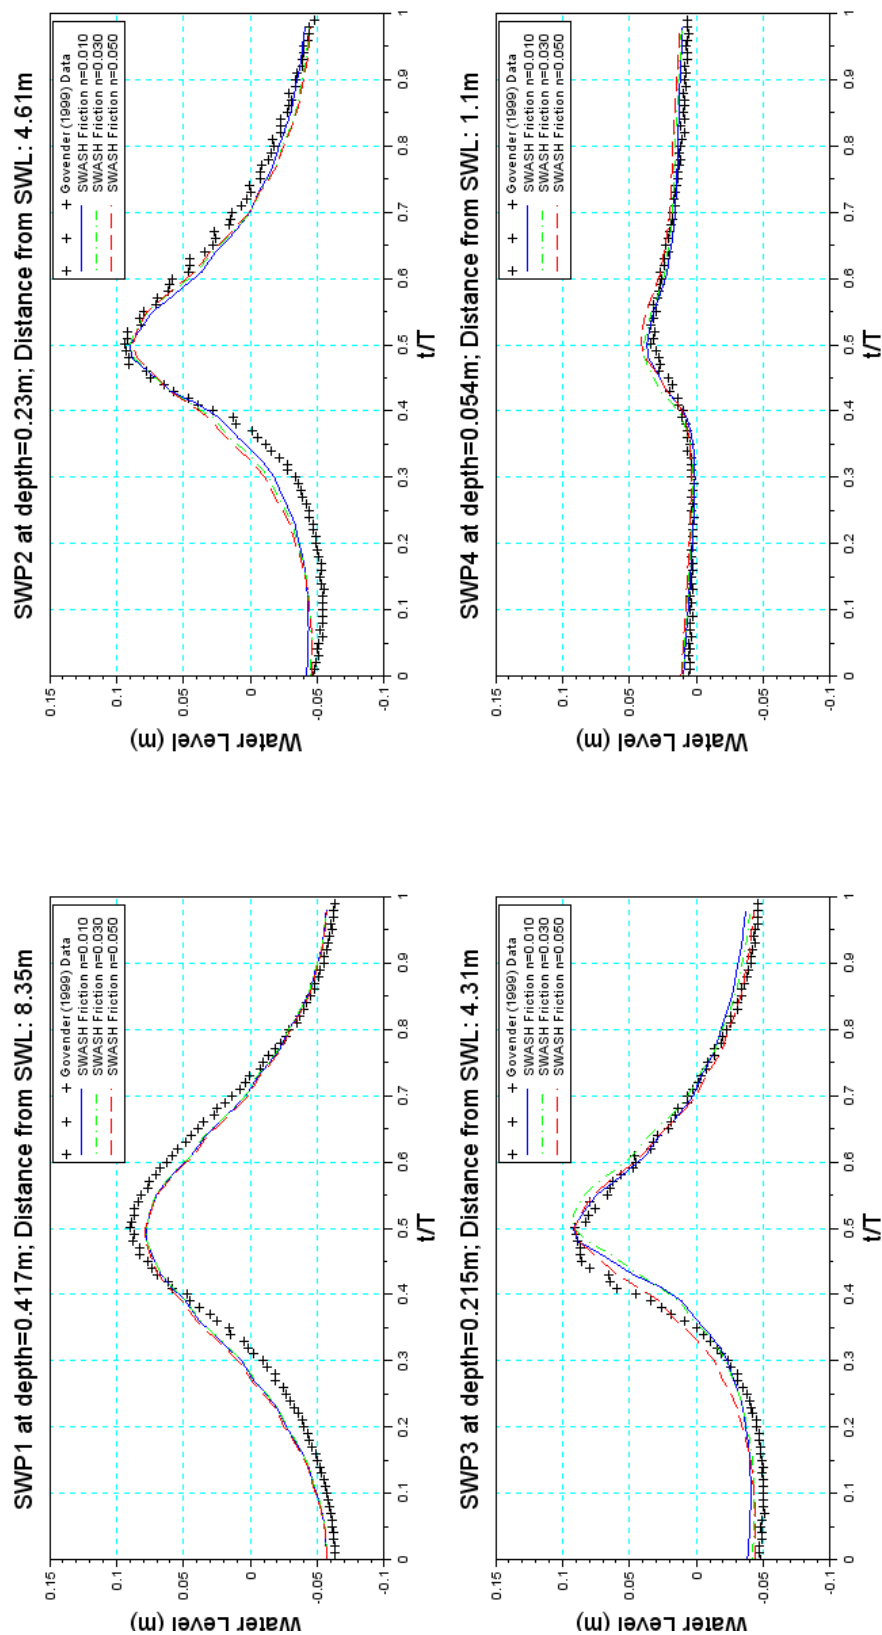 SWP1 at depth=0.417m; Distance from SWL: 8.35m
Water Level (m)
0.15
0.1
0.05
0
-0.05
-0.1
0
0.1
0.2
0.3
0.4
0.5
0.6
0.7
0.8
0.9
1
t/T
Govender (1999) Data
SWASH Friction n=0.010
SWASH Friction n=0.030
SWASH Friction n=0.050
SWP2 at depth=0.23m; Distance from SWL: 4.61m
Water Level (m)
0.15
0.1
0.05
0
-0.05
-0.1
0
0.1
0.2
0.3
0.4
0.5
0.6
0.7
0.8
0.9
1
t/T
Govender (1999) Data
SWASH Friction n=0.010
SWASH Friction n=0.030
SWASH Friction n=0.050
SWP3 at depth=0.215m; Distance from SWL: 4.31m
Water Level (m)
0.15
0.1
0.05
0
-0.05
-0.1
0
0.1
0.2
0.3
0.4
0.5
0.6
0.7
0.8
0.9
1
t/T
Govender (1999) Data
SWASH Friction n=0.010
SWASH Friction n=0.030
SWASH Friction n=0.050
SWP4 at depth=0.054m; Distance from SWL: 1.1m
Water Level (m)
0.15
0.1
0.05
0
-0.05
-0.1
0
0.1
0.2
0.3
0.4
0.5
0.6
0.7
0.8
0.9
1
t/T
Govender (1999) Data
SWASH Friction n=0.010
SWASH Friction n=0.030
SWASH Friction n=0.050